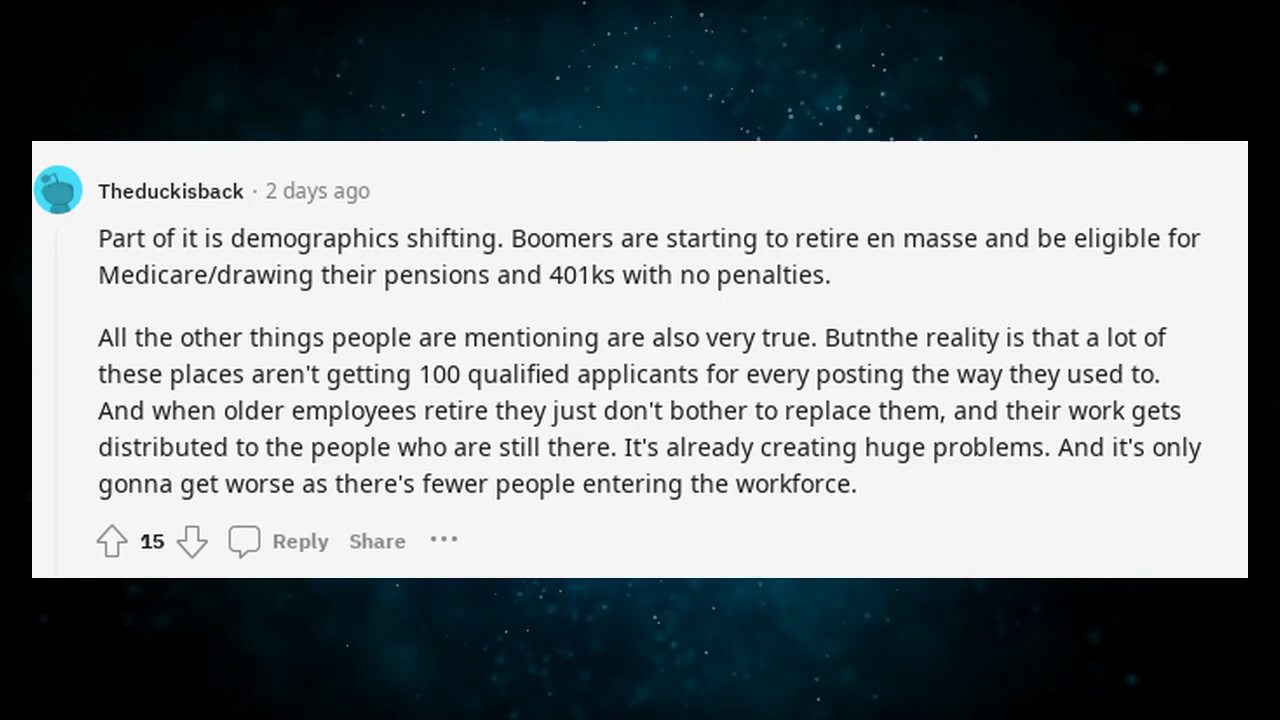 Theduckisback · 2 days ago
Part of it is demographics shifting. Boomers are starting to retire en masse and be eligible for
Medicare/drawing their pensions and 401ks with no penalties.
All the other things people are mentioning are also very true. Butnthe reality is that a lot of
these places aren't getting 100 qualified applicants for every posting the way they used to.
And when older employees retire they just don't bother to replace them, and their work gets
distributed to the people who are still there. It's already creating huge problems. And it's only
gonna get worse as there's fewer people entering the workforce.
15 Reply Share •••